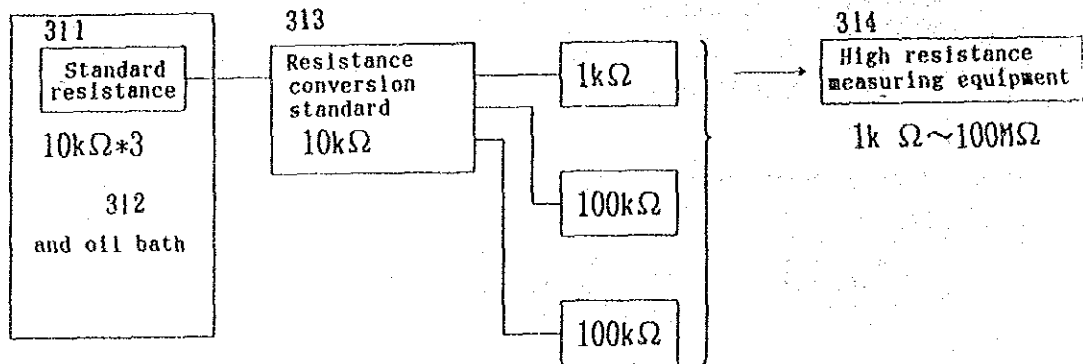 311
Standard
resistance
10kΩ*3
312
and oil bath
313
Resistance
conversion
standard
10kΩ
1kΩ
100kΩ
100kΩ
314
High resistance
measuring equipment
1k Ω～100MΩ